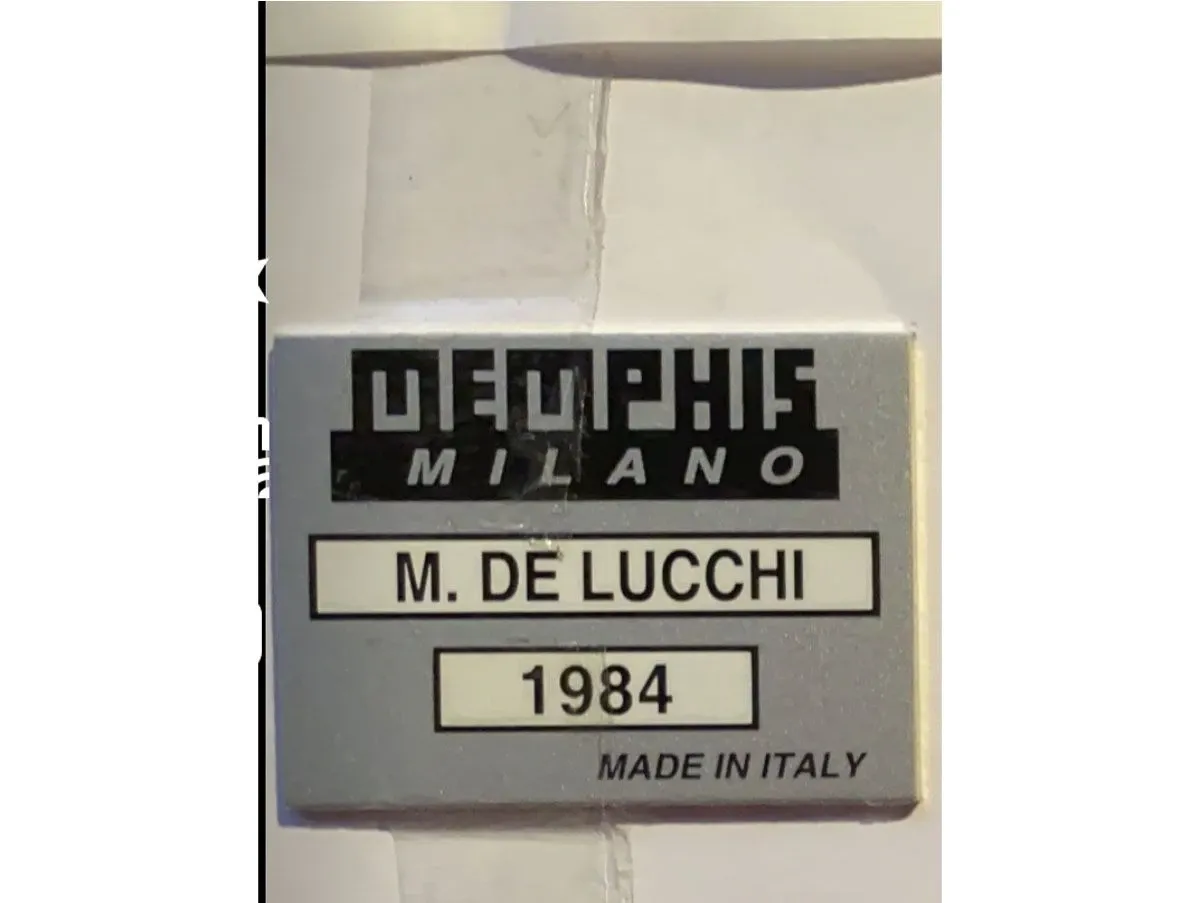 MEMPHIS
MILANO
M. DE LUCCHI
1984
MADE IN ITALY